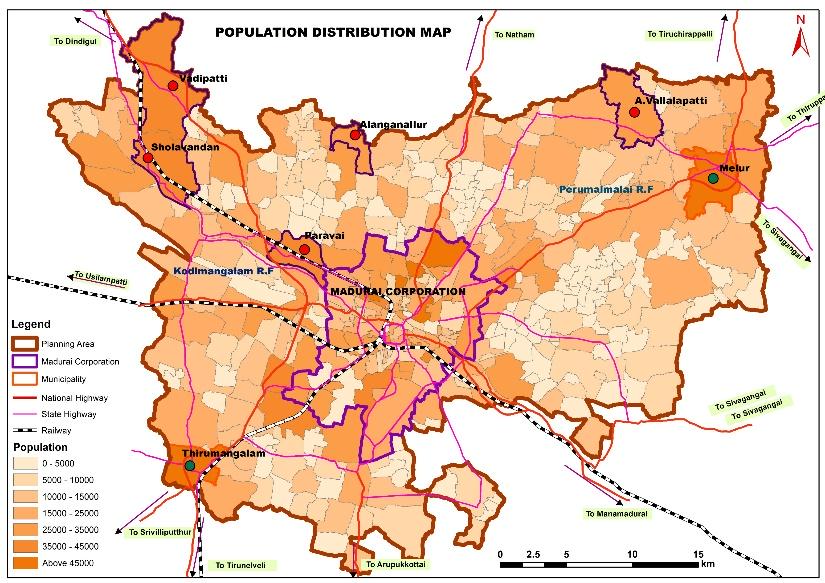 POPULATION DISTRIBUTION MAP
N
To Dindigul
To Natham
To Tiruchirappalli
Vadipatti
A.Vallalapatti
To Thiruppa
Alanganallur
Sholavandan
Melur
Perumalmalai R.F
Paravai
To Sivagangai
Kodimangalam R.F
To Usilampatti
MADURAI CORPORATION
Legend
Planning Area
Madurai Corporation
Municipality
National Highway
State Highway
Railway
Population
0 - 5000
5000 - 10000
10000 - 15000
15000 - 25000
25000 - 35000
35000 - 45000
Above 45000
To Sivagangai
To Sivagangai
Thirumangalam
To Manamadurai
To Srivilliputthur
To Tirunelveli
To Arupukkottai
0 2.5 5 10 15
km